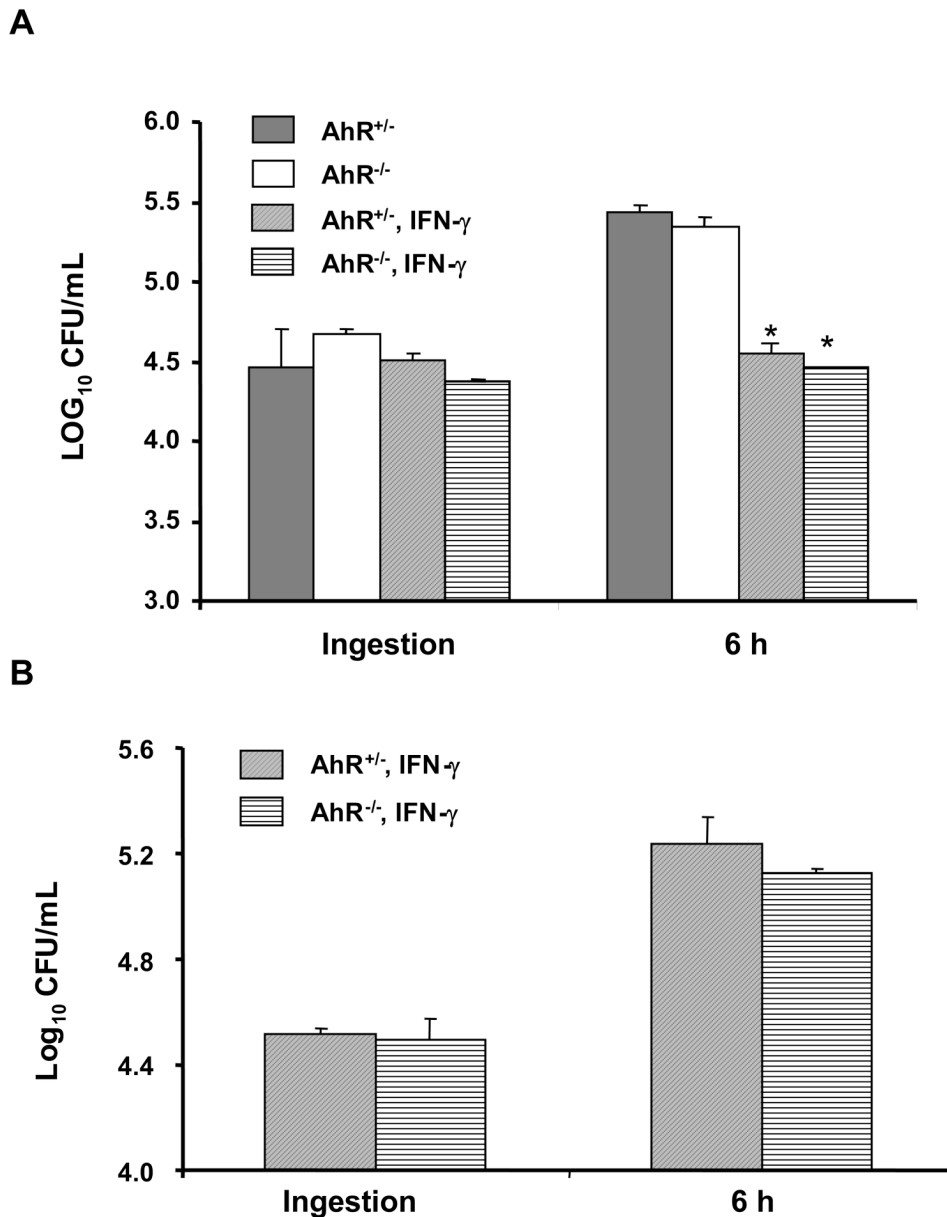 A
6.0
5.5
5.0
4.5
4.0
3.5
3.0
LOG₁₀ CFU/mL
AhR⁺/⁻
AhR⁻/⁻
AhR⁺/⁻, IFN-γ
AhR⁻/⁻, IFN-γ
*
*
Ingestion 6 h
B
5.6
5.2
4.8
4.4
4.0
Log₁₀ CFU/mL
AhR⁺/⁻, IFN-γ
AhR⁻/⁻, IFN-γ
Ingestion 6 h